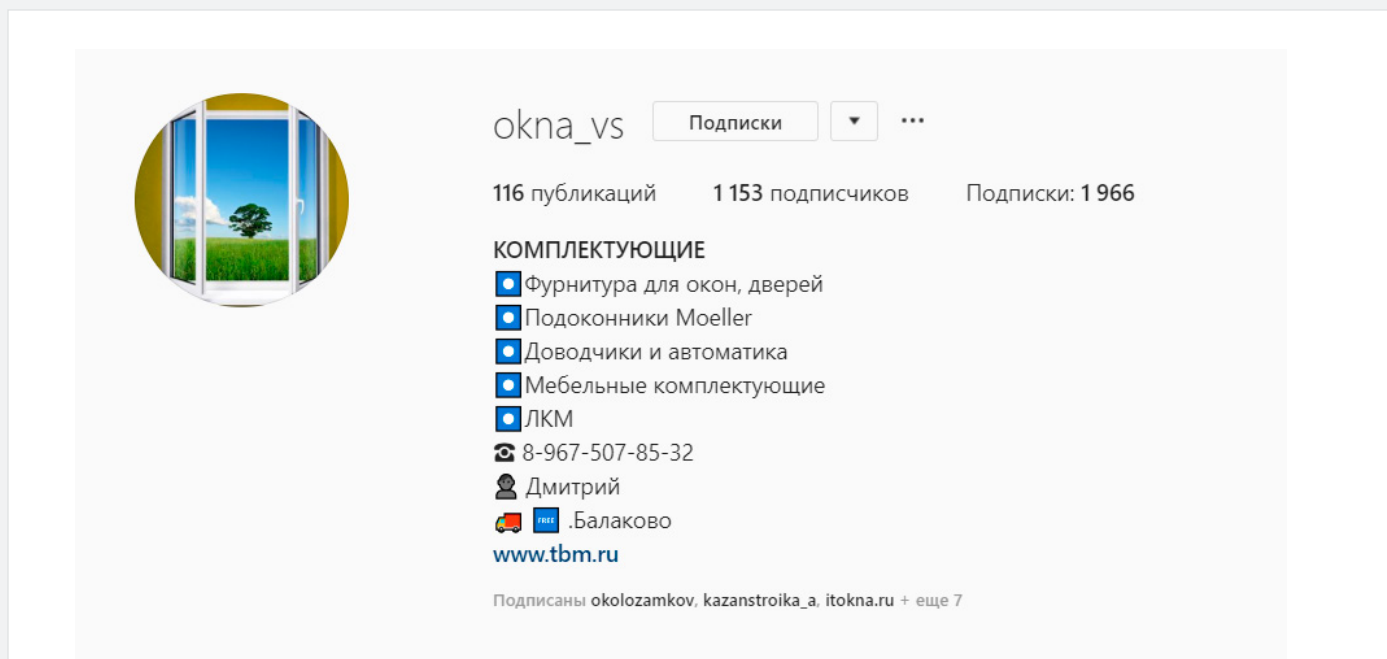 okna_vs Подписки ...
116 публикаций 1 153 подписчиков Подписки: 1 966
КОМПЛЕКТУЮЩИЕ
Фурнитура для окон, дверей
Подоконники Moeller
Доводчики и автоматика
Мебельные комплектующие
ЛКМ
8-967-507-85-32
Дмитрий
FREE .Балаково
www.tbm.ru
Подписаны okolozamkov, kazanstroika_a, itokna.ru + еще 7